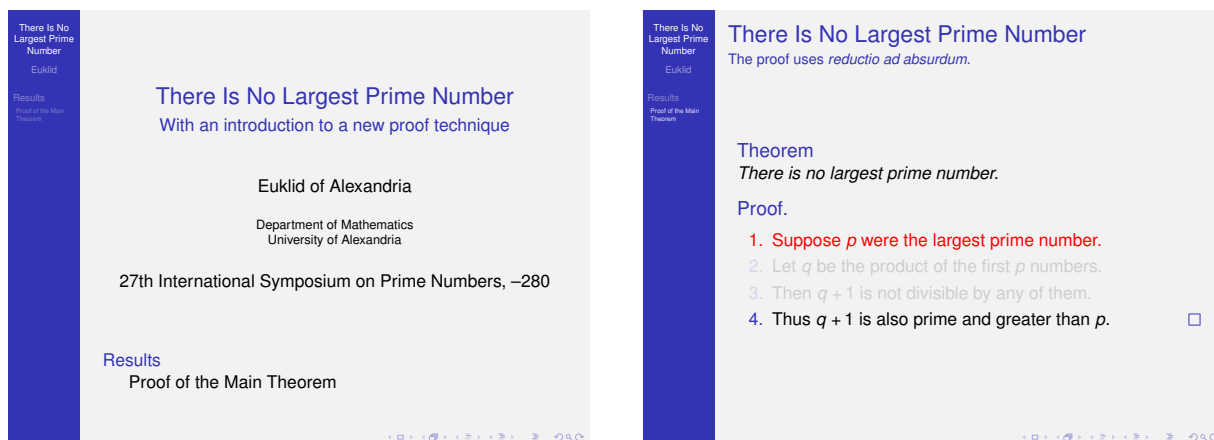 There Is No
Largest Prime
Number
Euklid
Results
Proof of the Main
Theorem
There Is No Largest Prime Number
With an introduction to a new proof technique
Euklid of Alexandria
Department of Mathematics
University of Alexandria
27th International Symposium on Prime Numbers, –280
Results
Proof of the Main Theorem
There Is No
Largest Prime
Number
Euklid
Results
Proof of the Main
Theorem
There Is No Largest Prime Number
The proof uses reductio ad absurdum.
Theorem
There is no largest prime number.
Proof.
1. Suppose p were the largest prime number.
2. Let q be the product of the first p numbers.
3. Then q + 1 is not divisible by any of them.
4. Thus q + 1 is also prime and greater than p. □